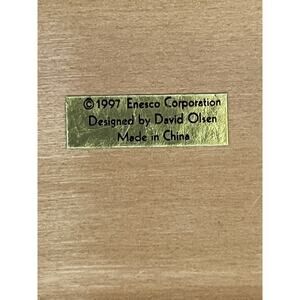 ©1997 Enesco Corporation
Designed by David Olsen
Made in China